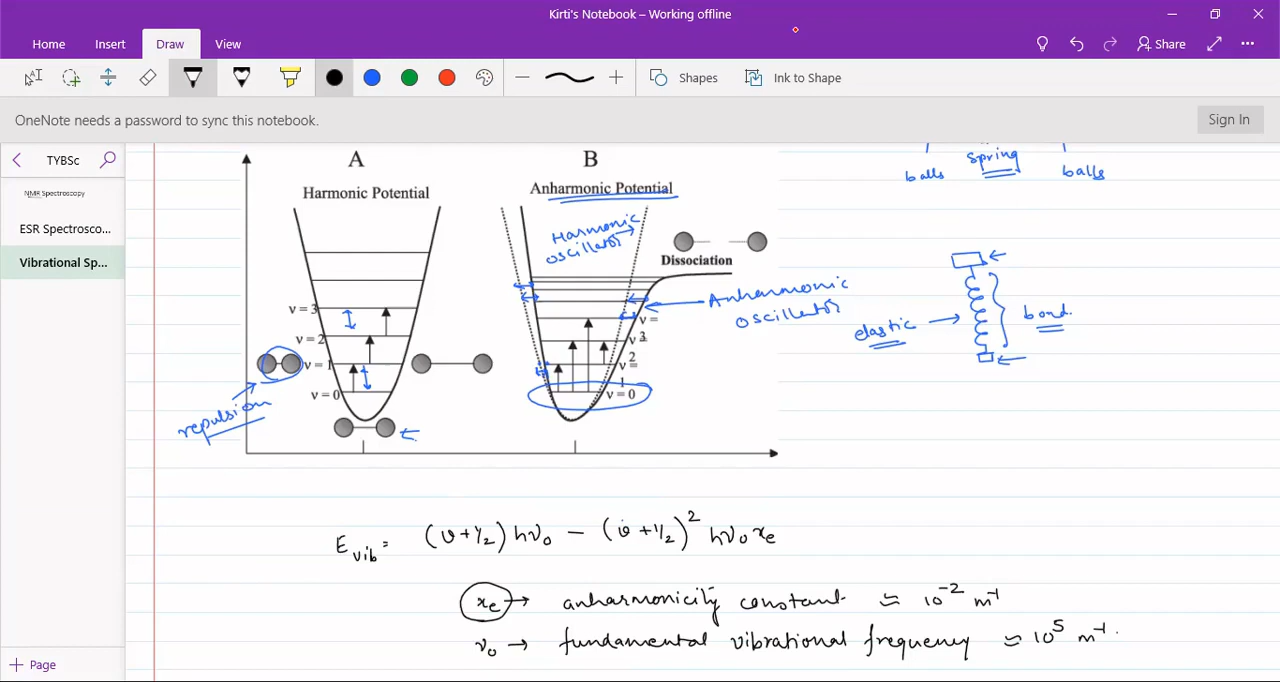 Kirti's Notebook – Working offline
Home Insert Draw View
Share
Shapes Ink to Shape
OneNote needs a password to sync this notebook.
Sign In
TYBSc
NMR Spectroscopy
ESR Spectrosco...
Vibrational Sp...
Page
A
Harmonic Potential
ν = 3
ν = 2
ν = 1
ν = 0
repulsion
B
Anharmonic Potential
Harmonic
oscillator
Dissociation
Anharmonic
oscillator
ν =
ν 3
ν 2
=
1
ν = 0
balls spring balls
elastic
bond
E vib = (υ+1/2) hν₀ – (υ+1/2)² hν₀ xₑ
xₑ → anharmonicity constant ≃ 10⁻² m⁻¹
ν₀ → fundamental vibrational frequency ≃ 10⁵ m⁻¹.